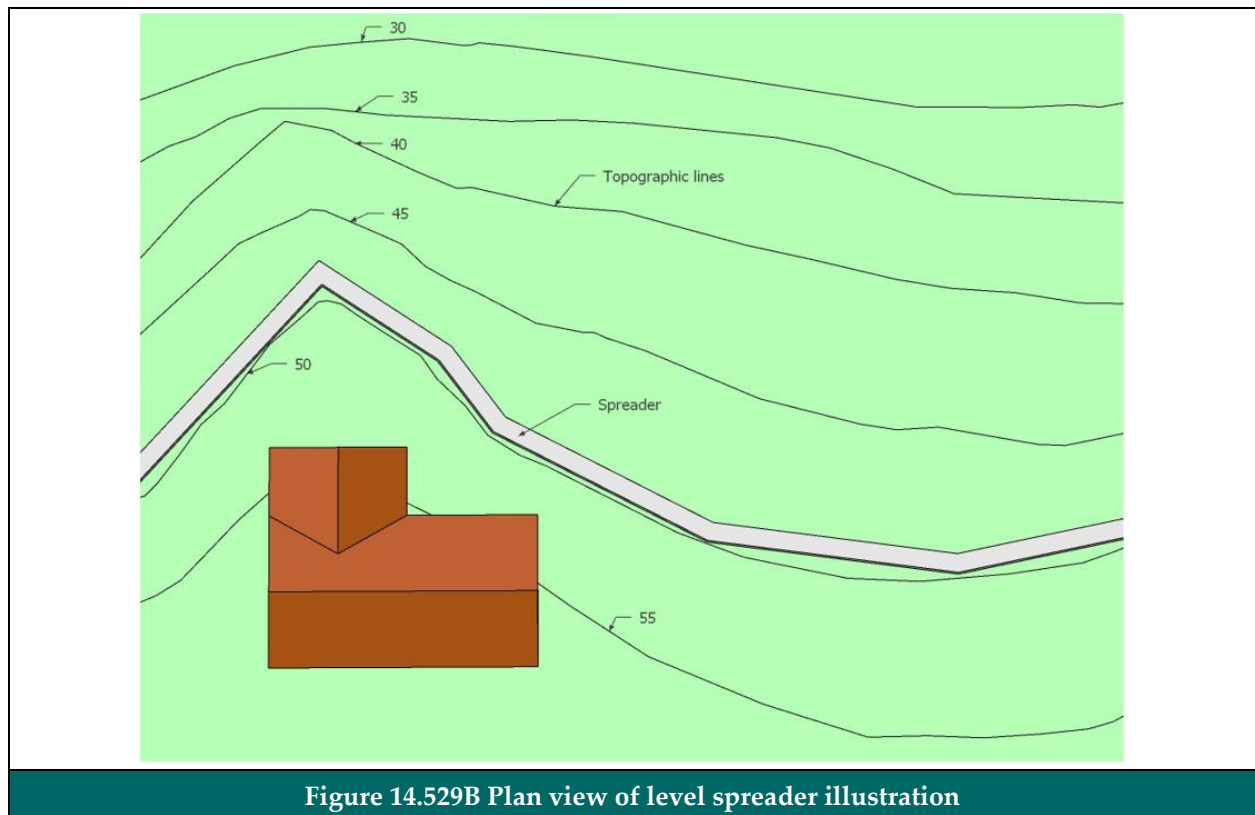 30
35
40
Topographic lines
45
50
Spreader
55
Figure 14.529B Plan view of level spreader illustration